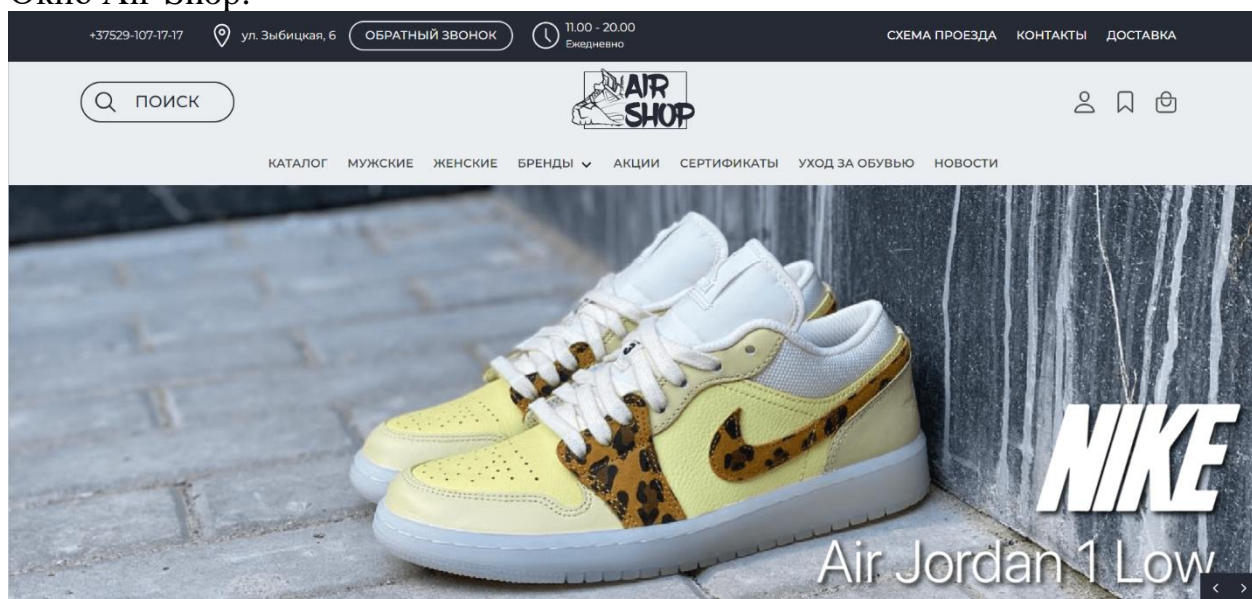 Окно Air Shop.
+37529-107-17-17 ул. Зыбицкая, 6 ОБРАТНЫЙ ЗВОНОК 11.00 - 20.00 СХЕМА ПРОЕЗДА КОНТАКТЫ ДОСТАВКА
Ежедневно
ПОИСК
AIR
SHOP
КАТАЛОГ МУЖСКИЕ ЖЕНСКИЕ БРЕНДЫ АКЦИИ СЕРТИФИКАТЫ УХОД ЗА ОБУВЬЮ НОВОСТИ
NIKE
Air Jordan 1 Low